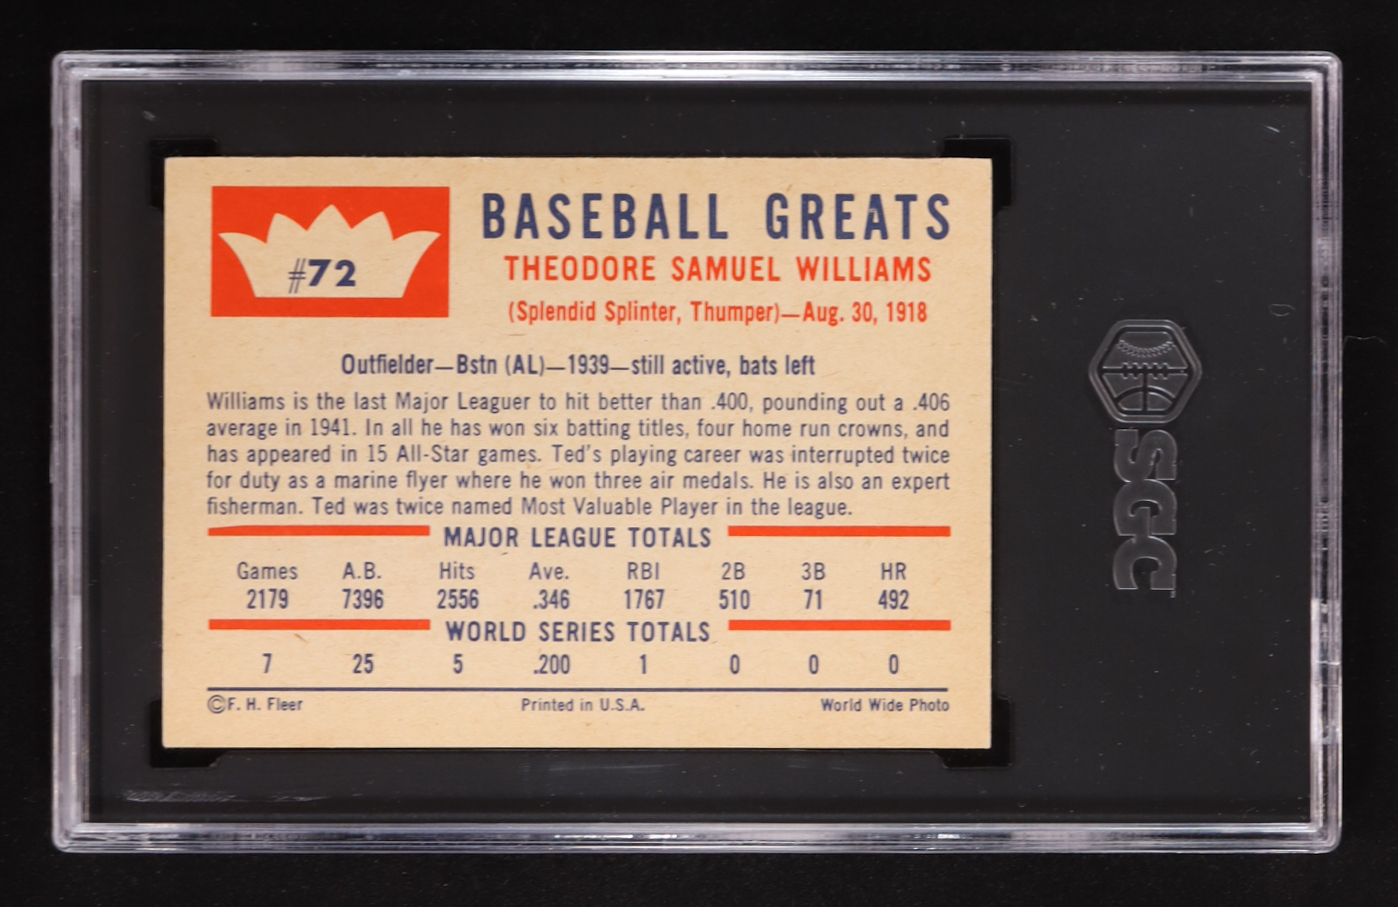 #72
BASEBALL GREATS
THEODORE SAMUEL WILLIAMS
(Splendid Splinter, Thumper)—Aug. 30, 1918
Outfielder—Bstn (AL)—1939—still active, bats left
Williams is the last Major Leaguer to hit better than .400, pounding out a .406
average in 1941. In all he has won six batting titles, four home run crowns, and
has appeared in 15 All-Star games. Ted's playing career was interrupted twice
for duty as a marine flyer where he won three air medals. He is also an expert
fisherman. Ted was twice named Most Valuable Player in the league.
MAJOR LEAGUE TOTALS
Games A.B. Hits Ave. RBI 2B 3B HR
2179 7396 2556 .346 1767 510 71 492
WORLD SERIES TOTALS
7 25 5 .200 1 0 0 0
©F. H. Fleer Printed in U.S.A. World Wide Photo
SGC